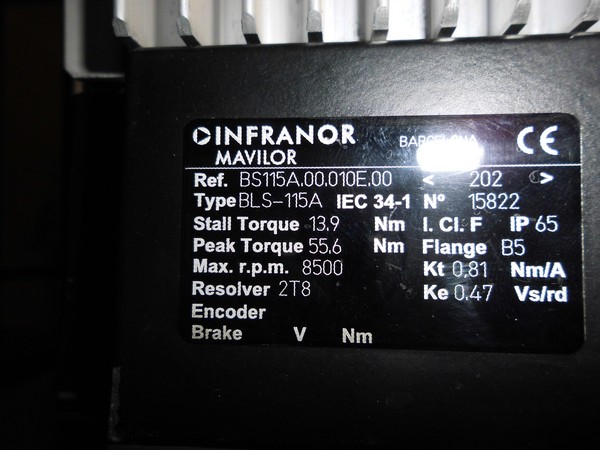 INFRANOR BARCELONA CE
MAVILOR
Ref. BS115A.00.010E.00 < 202 >
Type BLS-115A IEC 34-1 Nº 15822
Stall Torque 13,9 Nm I. Cl. F IP 65
Peak Torque 55,6 Nm Flange B5
Max. r.p.m. 8500 Kt 0,81 Nm/A
Resolver 2T8 Ke 0,47 Vs/rd
Encoder
Brake V Nm